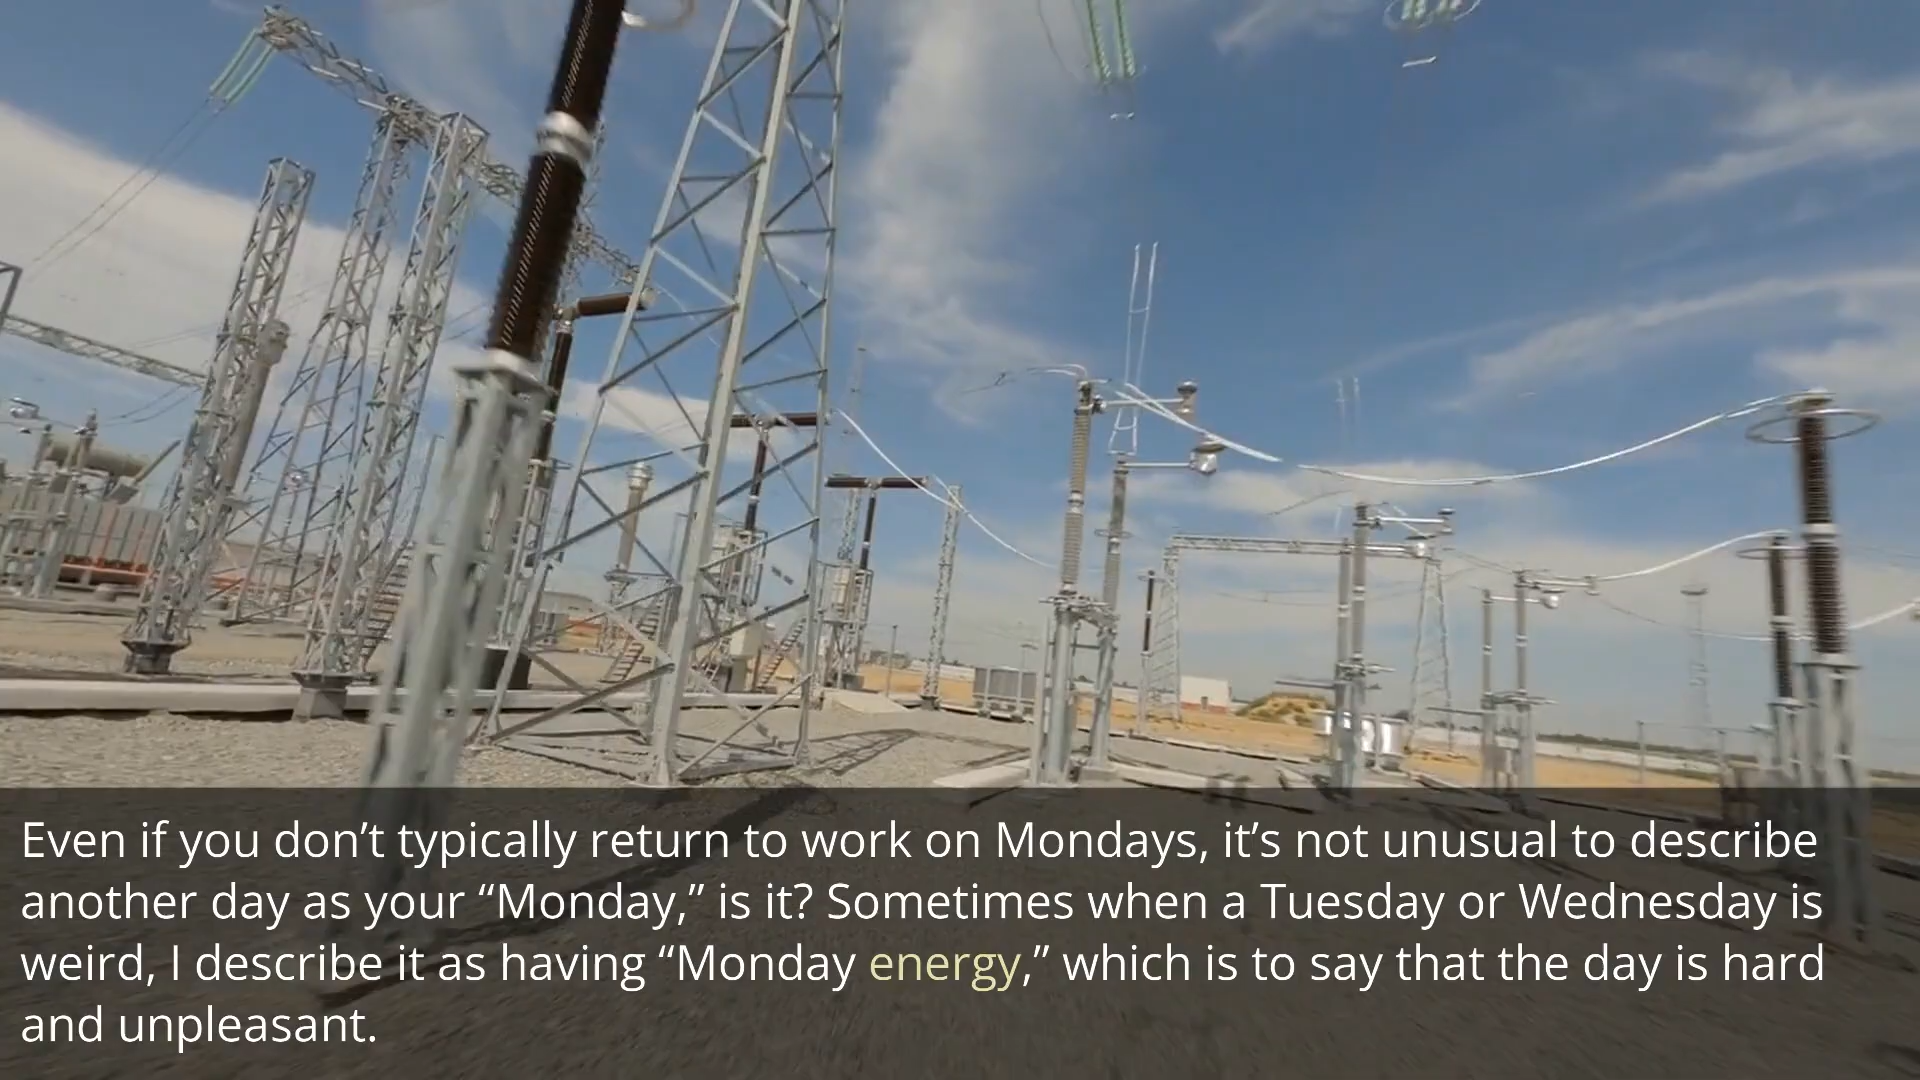 Even if you don’t typically return to work on Mondays, it’s not unusual to describe
another day as your “Monday,” is it? Sometimes when a Tuesday or Wednesday is
weird, I describe it as having “Monday energy,” which is to say that the day is hard
and unpleasant.